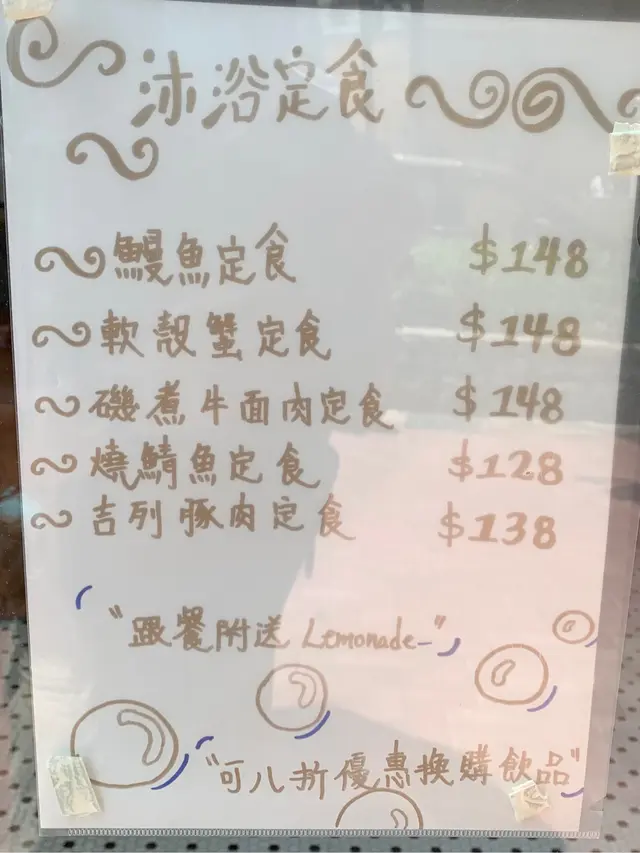 沐浴定食
鰻魚定食 $148
軟殼蟹定食 $148
磯煮牛面肉定食 $148
燒鯖魚定食 $128
吉列豚肉定食 $138
"跟餐附送 Lemonade"
"可八折優惠換購飲品"